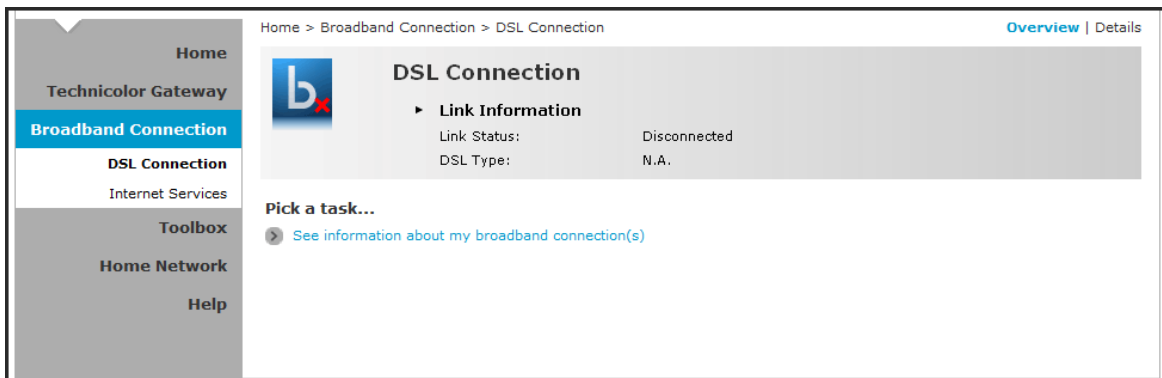 Home > Broadband Connection > DSL Connection
Overview | Details
Home
Technicolor Gateway
Broadband Connection
DSL Connection
Internet Services
Toolbox
Home Network
Help
b
DSL Connection
Link Information
Link Status: Disconnected
DSL Type: N.A.
Pick a task...
See information about my broadband connection(s)